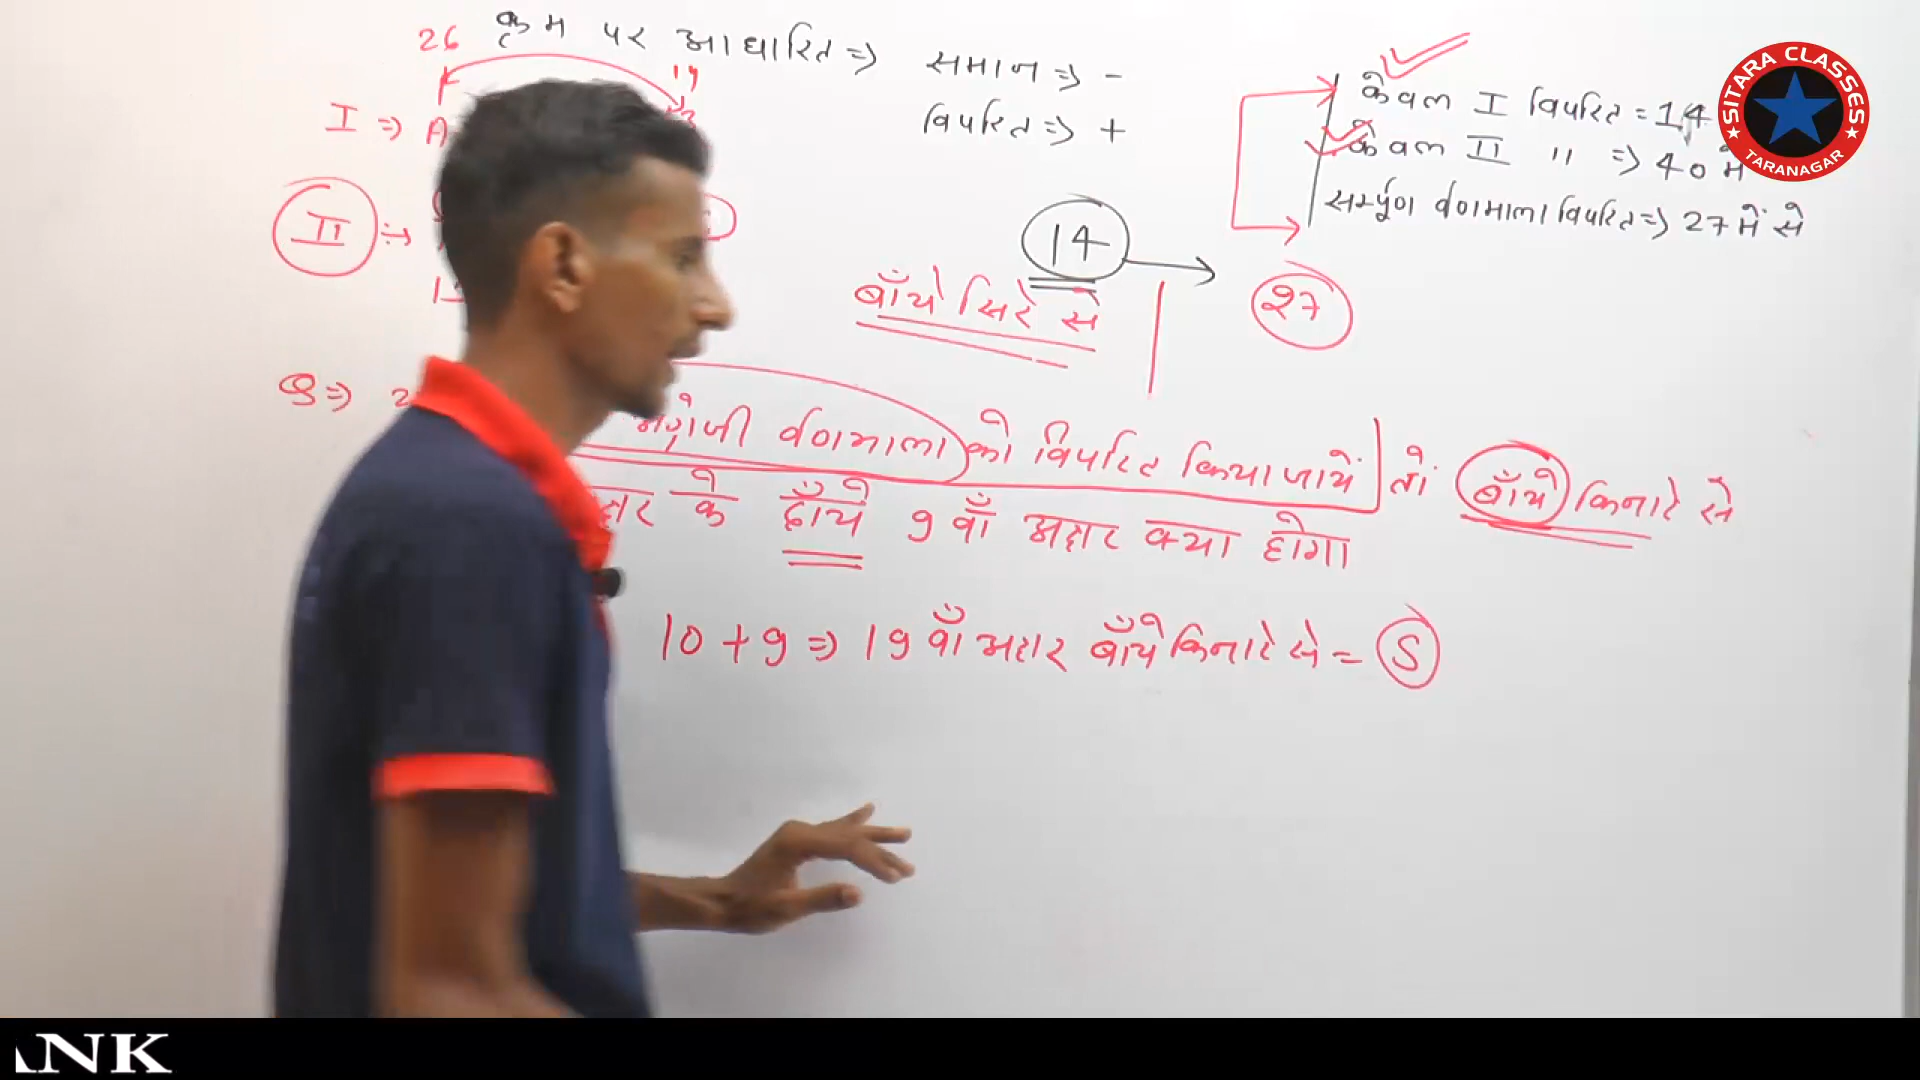 26 क्रम पर आधारित ⇒ समान ⇒ -
विपरित ⇒ +
I ⇒ A
केवल I विपरित = 14
केवल II " ⇒ 40 में
सम्पूर्ण वर्णमाला विपरित ⇒ 27 में से
II
14
बाँये सिरे से
27
Q ⇒ अंग्रेजी वर्णमाला को विपरित किया जाये तो बाँये किनारे से
के दाँये 9 वाँ अक्षर क्या होगा
10 + 9 ⇒ 19 वाँ अक्षर बाँये किनारे से = S
SITARA CLASSES
TARANAGAR
NK